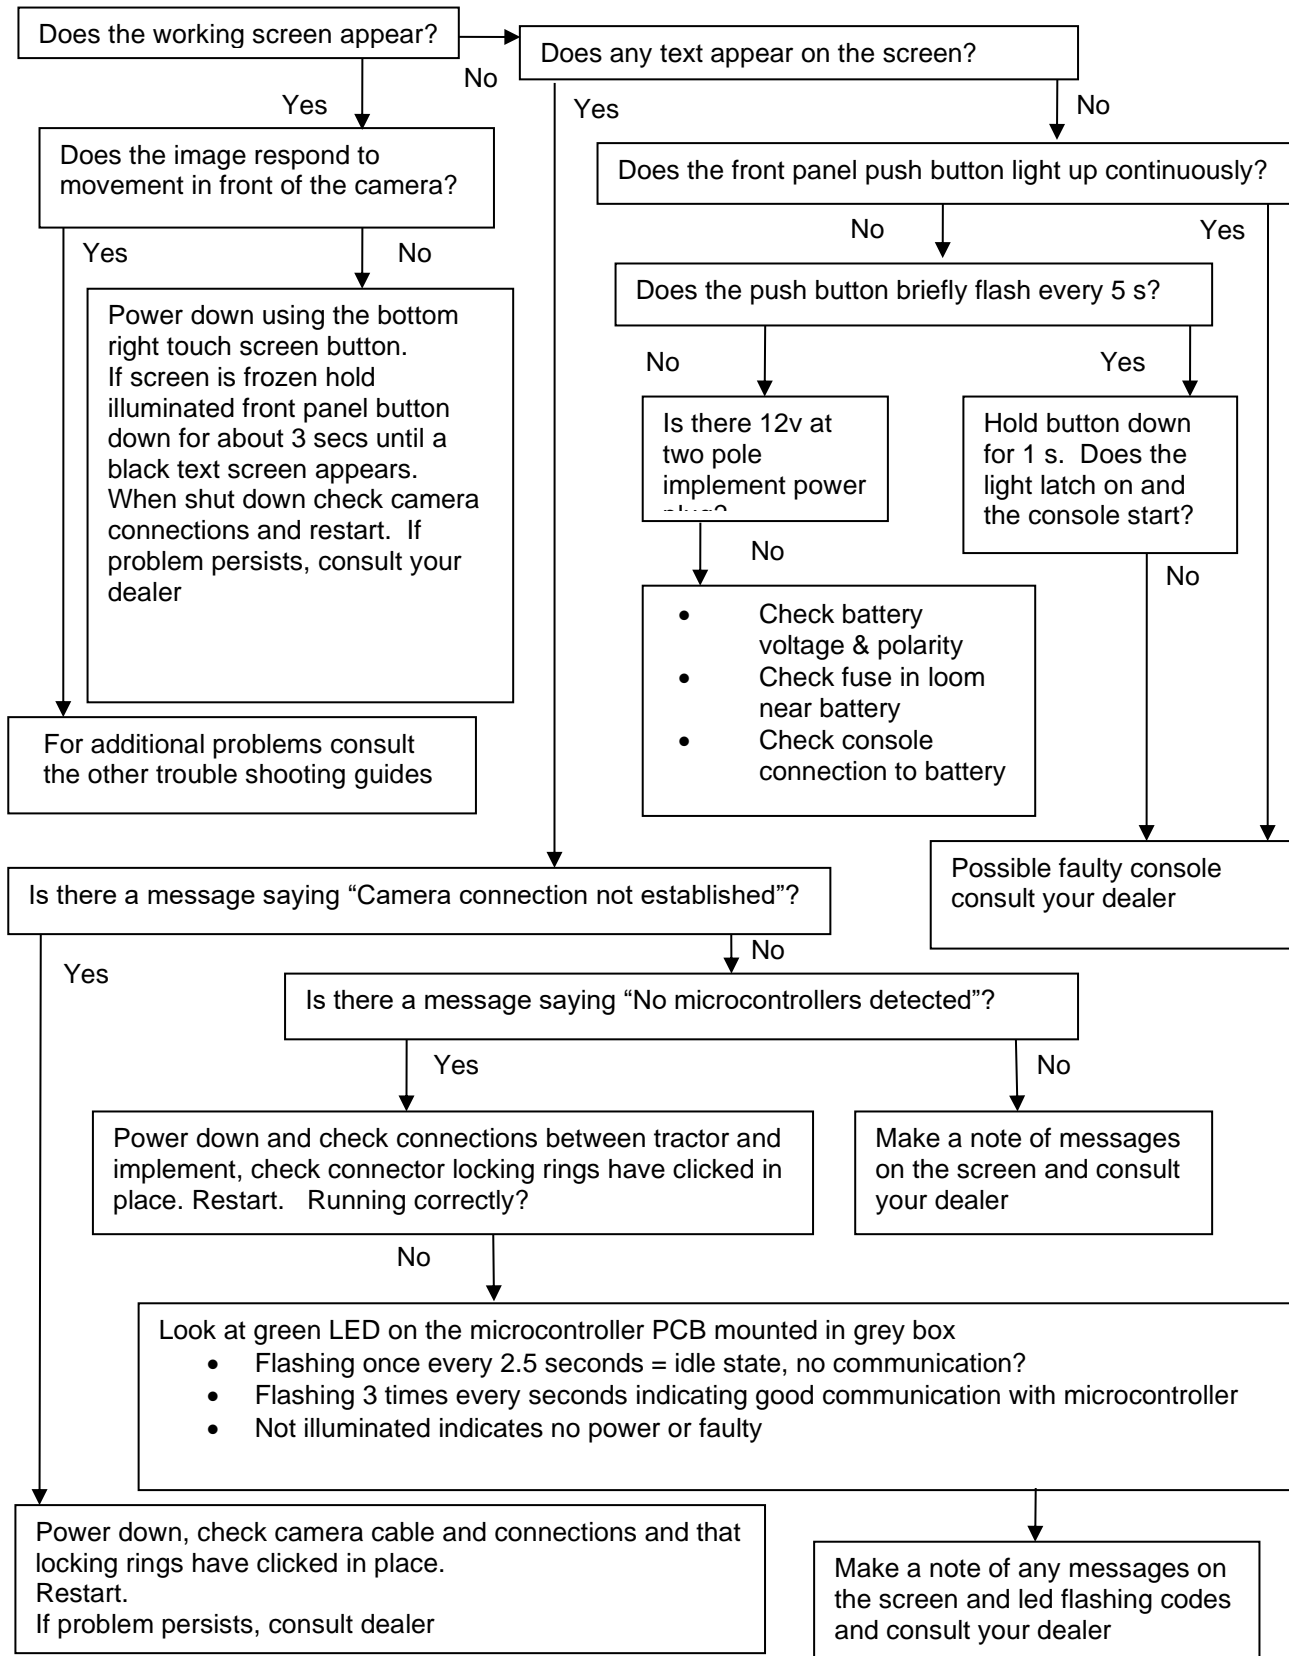 Does the working screen appear?
No
Yes
Does any text appear on the screen?
Yes
No
Does the image respond to
movement in front of the camera?
Yes
No
Does the front panel push button light up continuously?
No
Yes
Power down using the bottom
right touch screen button.
If screen is frozen hold
illuminated front panel button
down for about 3 secs until a
black text screen appears.
When shut down check camera
connections and restart.  If
problem persists, consult your
dealer
Does the push button briefly flash every 5 s?
No
Yes
Is there 12v at
two pole
implement power
plug?
No
Hold button down
for 1 s.  Does the
light latch on and
the console start?
No
• Check battery
voltage & polarity
• Check fuse in loom
near battery
• Check console
connection to battery
For additional problems consult
the other trouble shooting guides
Possible faulty console
consult your dealer
Is there a message saying “Camera connection not established”?
Yes
No
Is there a message saying “No microcontrollers detected”?
Yes
No
Power down and check connections between tractor and
implement, check connector locking rings have clicked in
place. Restart.   Running correctly?
No
Make a note of messages
on the screen and consult
your dealer
Look at green LED on the microcontroller PCB mounted in grey box
• Flashing once every 2.5 seconds = idle state, no communication?
• Flashing 3 times every seconds indicating good communication with microcontroller
• Not illuminated indicates no power or faulty
Power down, check camera cable and connections and that
locking rings have clicked in place.
Restart.
If problem persists, consult dealer
Make a note of any messages on
the screen and led flashing codes
and consult your dealer